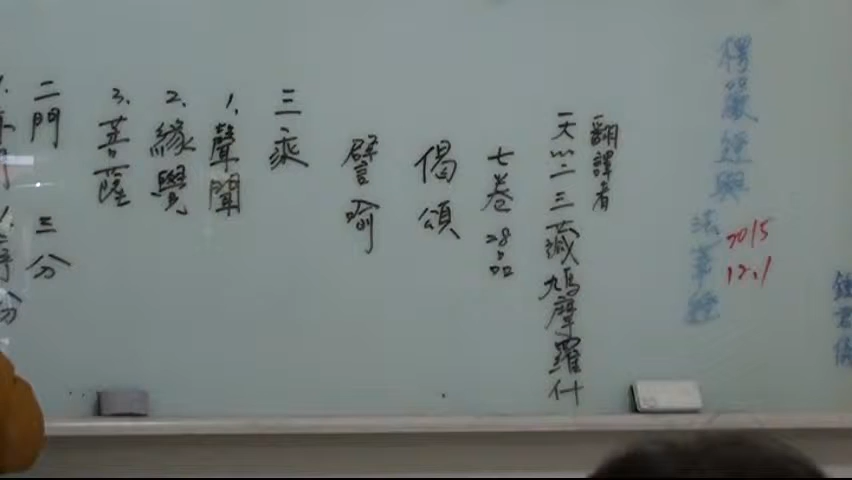 楞嚴經與
法華經
2015
12.1
翻譯者
天竺三藏鳩摩羅什
七卷 28品
偈頌
譬喻
三乘
1.聲聞
2.緣覺
3.菩薩
二門 三分